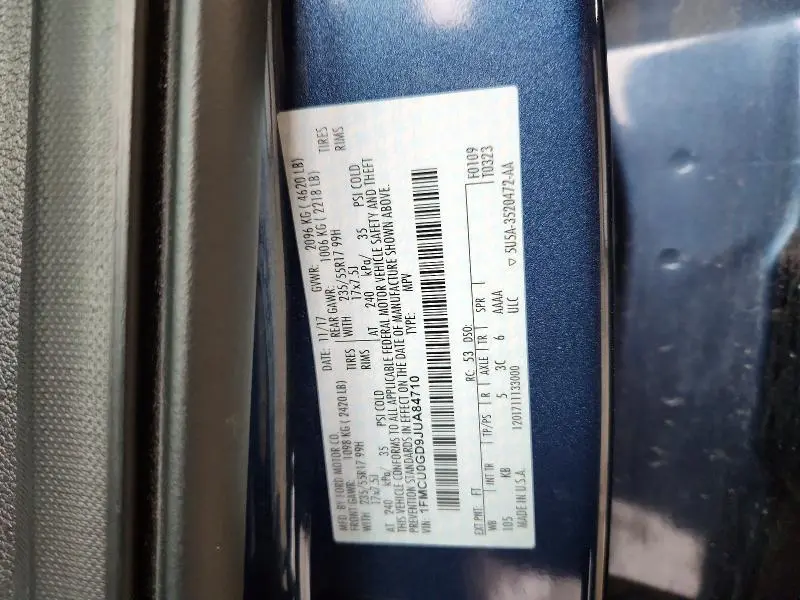 MFD. BY FORD MOTOR CO. DATE: 11/17 GVWR: 2096 KG ( 4620 LB)
FRONT GAWR: 1098 KG ( 2420 LB) REAR GAWR: 1006 KG ( 2218 LB)
WITH 235/55R17 99H TIRES WITH 235/55R17 99H TIRES
17x7.5J RIMS 17x7.5J RIMS
AT 240 kPa/ 35 PSI COLD AT 240 kPa/ 35 PSI COLD
THIS VEHICLE CONFORMS TO ALL APPLICABLE FEDERAL MOTOR VEHICLE SAFETY AND THEFT
PREVENTION STANDARDS IN EFFECT ON THE DATE OF MANUFACTURE SHOWN ABOVE.
VIN: 1FMCU0GD9JUA84710 TYPE: MPV
F0109
T0323
EXT PNT: FT RC: 53 DSO:
WB INT TR TP/PS R AXLE TR SPR
105 KB 5 3C 6 AAAA
MADE IN U.S.A. 1201711133000 ULC
5U5A-3520472-AA